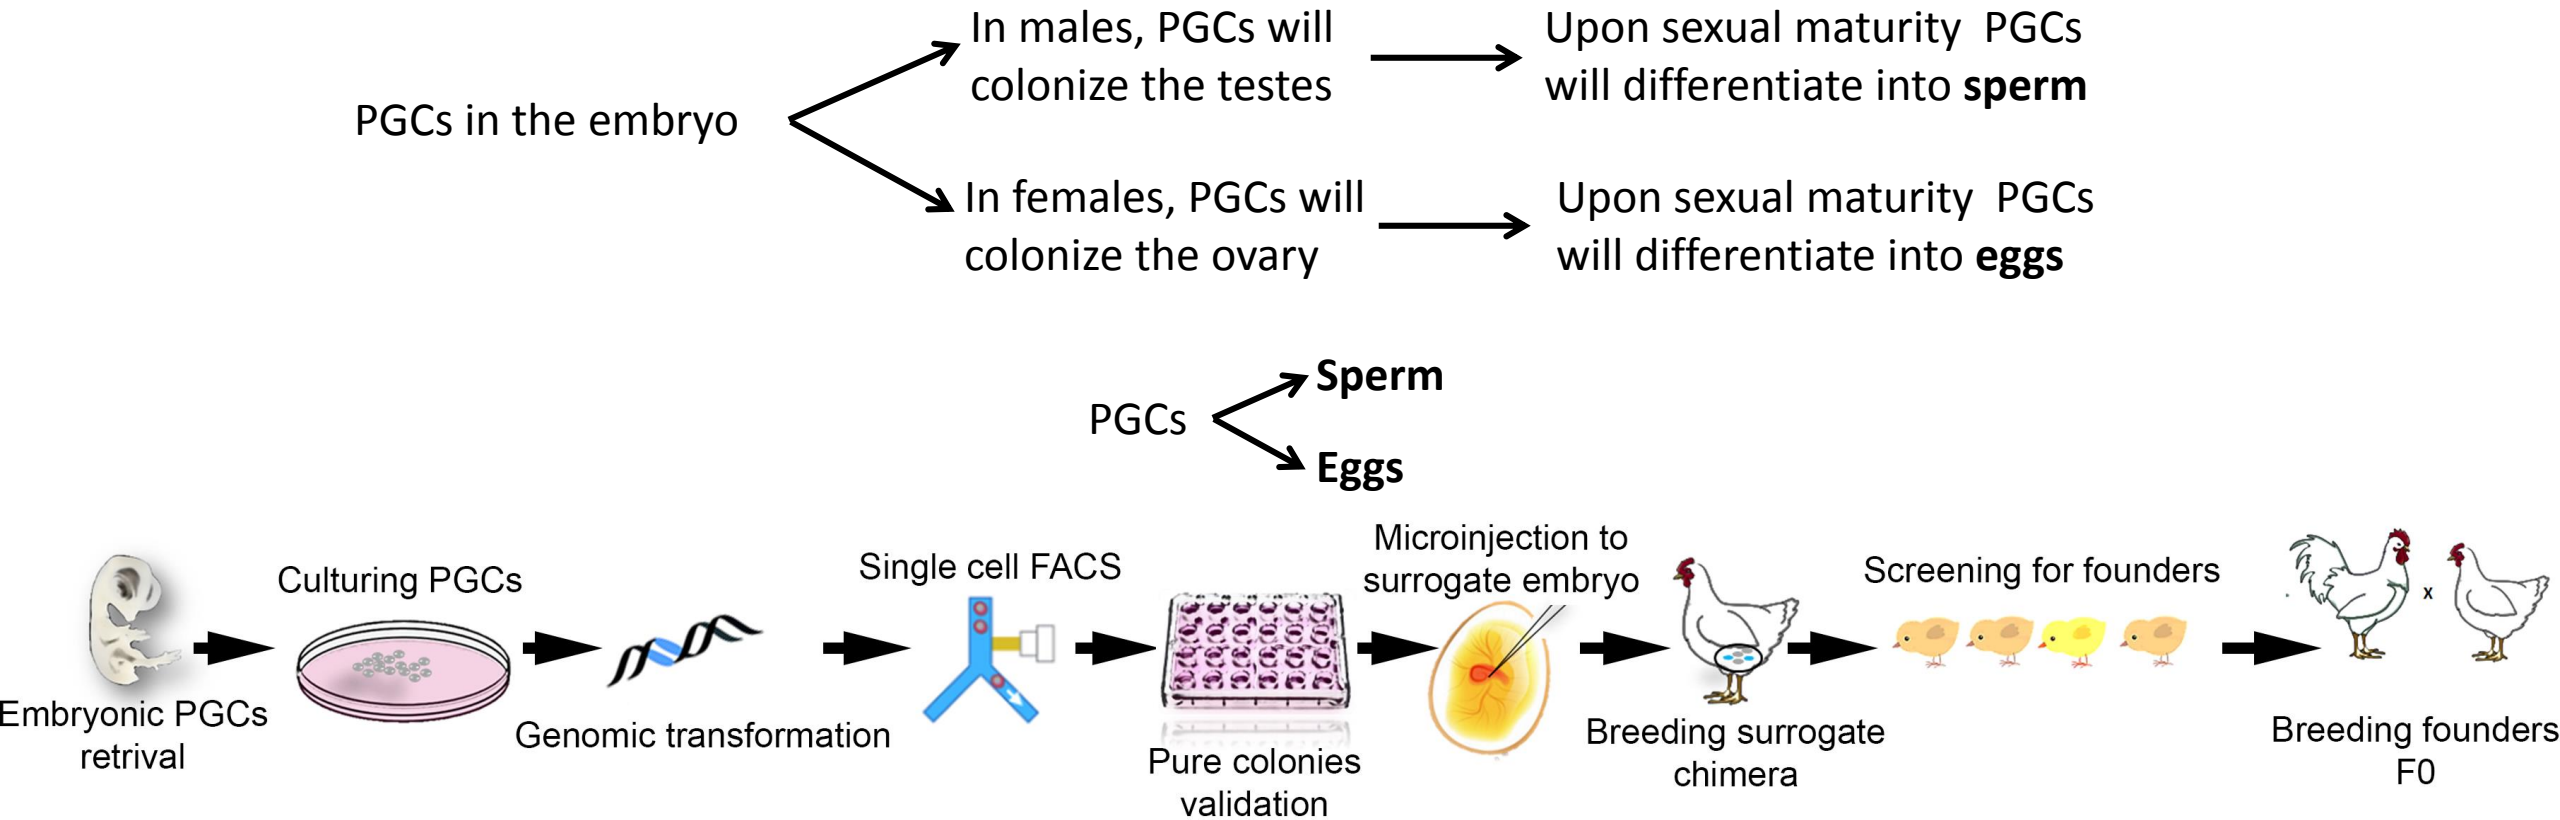 In males, PGCs will
colonize the testes
Upon sexual maturity PGCs
will differentiate into sperm
PGCs in the embryo
In females, PGCs will
colonize the ovary
Upon sexual maturity PGCs
will differentiate into eggs
PGCs
Sperm
Eggs
Embryonic PGCs
retrival
Culturing PGCs
Genomic transformation
Single cell FACS
Pure colonies
validation
Microinjection to
surrogate embryo
Breeding surrogate
chimera
Screening for founders
x
Breeding founders
F0